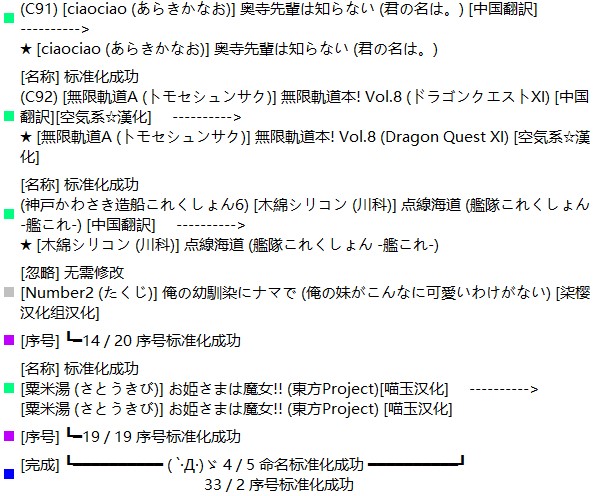 (C91) [ciaociao (あらきかなお)] 奥寺先輩は知らない (君の名は。) [中国翻訳]
---------->
★ [ciaociao (あらきかなお)] 奥寺先輩は知らない (君の名は。)
[名称] 标准化成功
(C92) [無限軌道A (トモセシュンサク)] 無限軌道本! Vol.8 (ドラゴンクエストXI) [中国
翻訳][空気系☆漢化] ---------->
★ [無限軌道A (トモセシュンサク)] 無限軌道本! Vol.8 (Dragon Quest XI) [空気系☆漢
化]
[名称] 标准化成功
(神戸かわさき造船これくしょん6) [木綿シリコン (川科)] 点線海道 (艦隊これくしょん
-艦これ-) [中国翻訳] ---------->
★ [木綿シリコン (川科)] 点線海道 (艦隊これくしょん -艦これ-)
[忽略] 无需修改
[Number2 (たくじ)] 俺の幼馴染にナマで (俺の妹がこんなに可愛いわけがない) [柒樱
汉化组汉化]
[序号] ┗━14 / 20 序号标准化成功
[名称] 标准化成功
[粟米湯 (さとうきび)] お姫さまは魔女!! (東方Project)[喵玉汉化] ---------->
[粟米湯 (さとうきび)] お姫さまは魔女!! (東方Project) [喵玉汉化]
[序号] ┗━19 / 19 序号标准化成功
[完成] ┗━━━━━━━━━ ( `·Д·)ゞ 4 / 5 命名标准化成功 ━━━━━━━━━┛
33 / 2 序号标准化成功